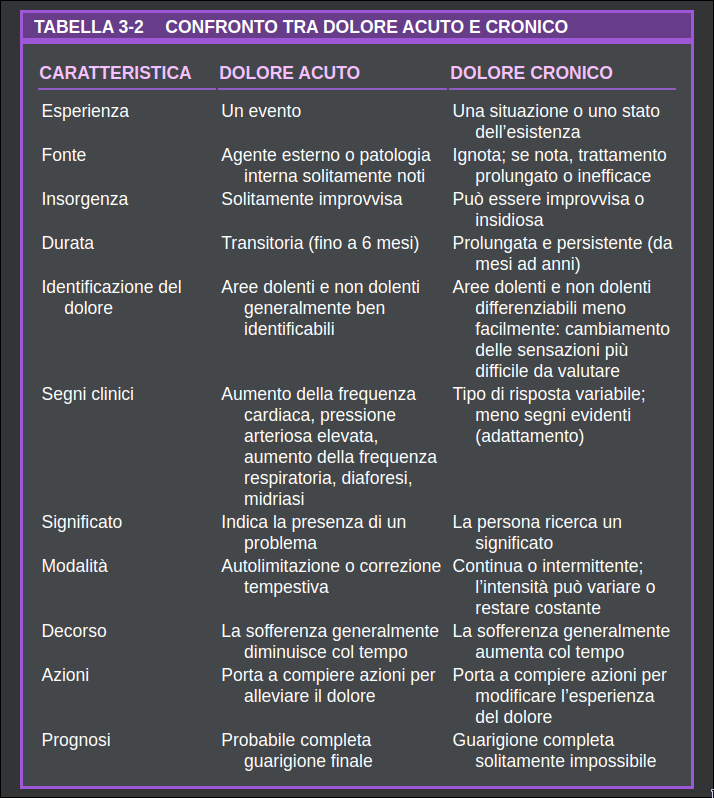 TABELLA 3-2 CONFRONTO TRA DOLORE ACUTO E CRONICO
CARATTERISTICA DOLORE ACUTO DOLORE CRONICO
Esperienza Un evento Una situazione o uno stato
dell’esistenza
Fonte Agente esterno o patologia Ignota; se nota, trattamento
interna solitamente noti prolungato o inefficace
Insorgenza Solitamente improvvisa Può essere improvvisa o
insidiosa
Durata Transitoria (fino a 6 mesi) Prolungata e persistente (da
mesi ad anni)
Identificazione del Aree dolenti e non dolenti Aree dolenti e non dolenti
dolore generalmente ben differenziabili meno
identificabili facilmente: cambiamento
delle sensazioni più
difficile da valutare
Segni clinici Aumento della frequenza Tipo di risposta variabile;
cardiaca, pressione meno segni evidenti
arteriosa elevata, (adattamento)
aumento della frequenza
respiratoria, diaforesi,
midriasi
Significato Indica la presenza di un La persona ricerca un
problema significato
Modalità Autolimitazione o correzione Continua o intermittente;
tempestiva l’intensità può variare o
restare costante
Decorso La sofferenza generalmente La sofferenza generalmente
diminuisce col tempo aumenta col tempo
Azioni Porta a compiere azioni per Porta a compiere azioni per
alleviare il dolore modificare l’esperienza
del dolore
Prognosi Probabile completa Guarigione completa
guarigione finale solitamente impossibile